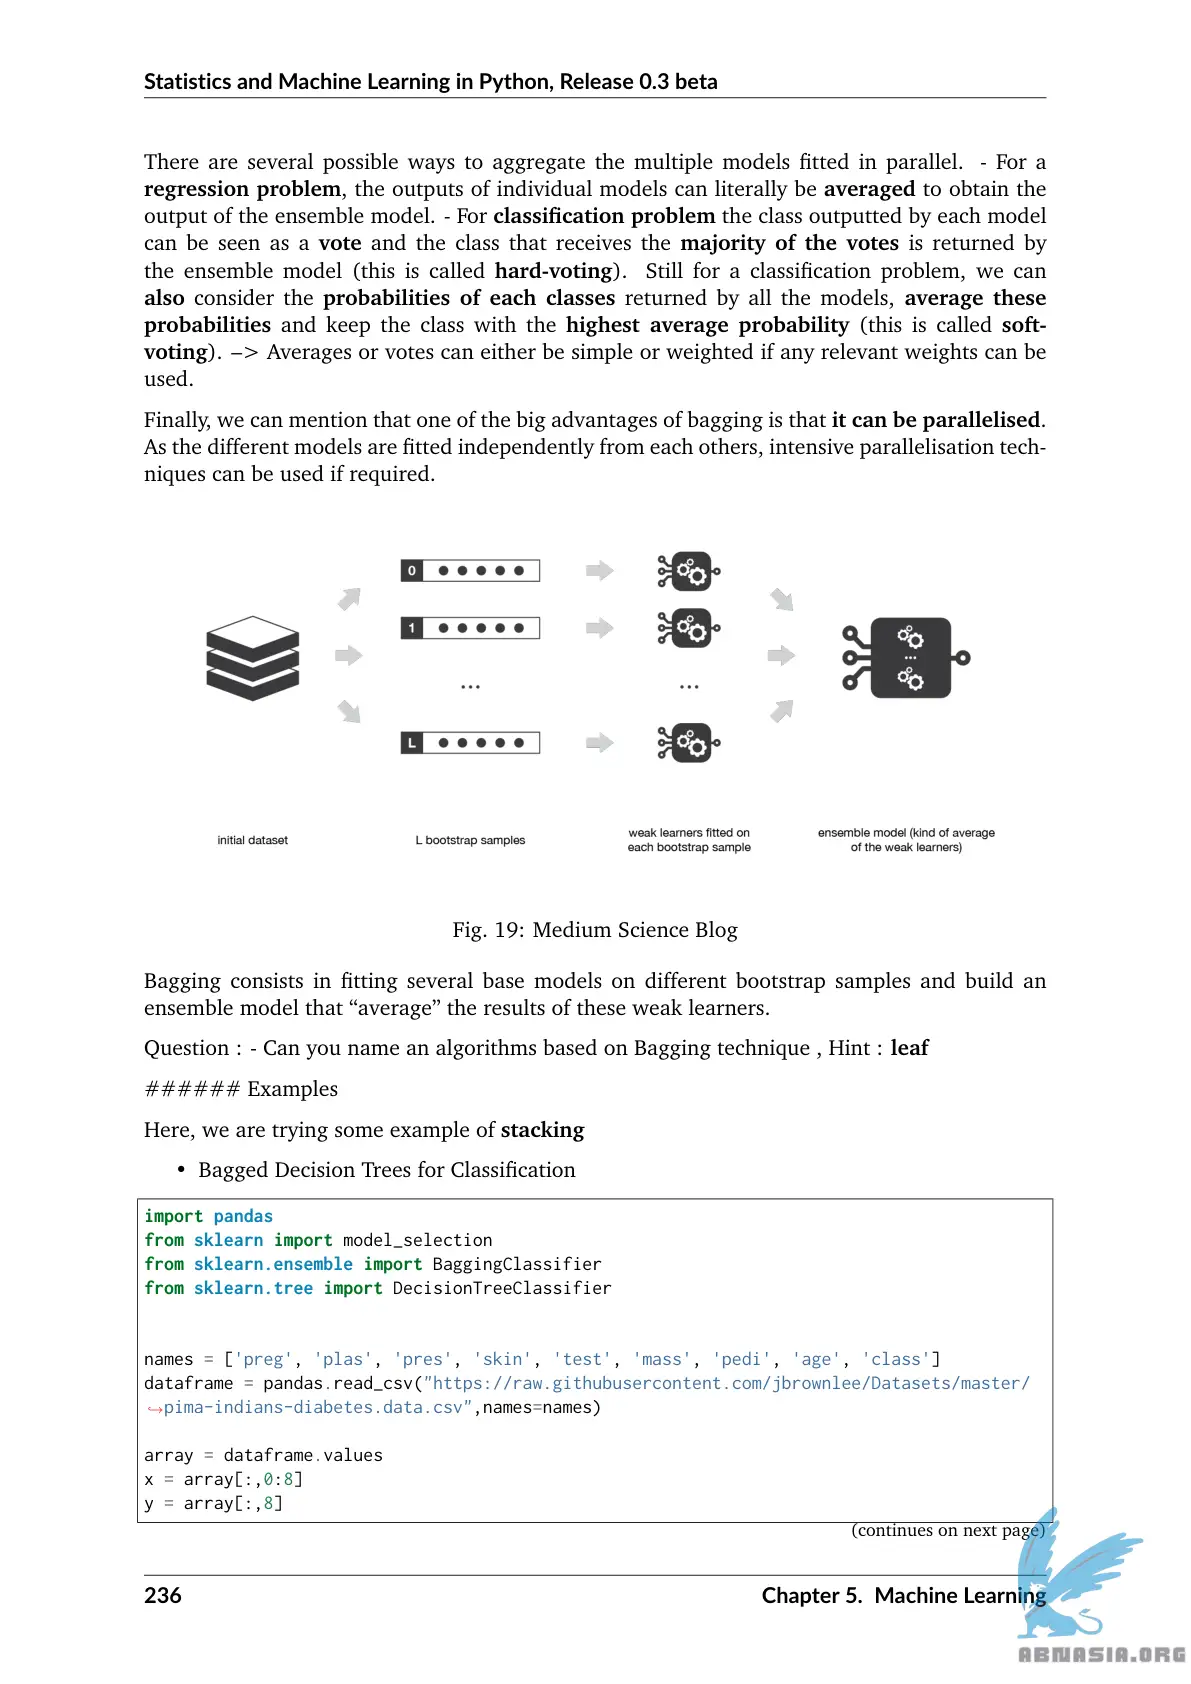 Statistics and Machine Learning in Python, Release 0.3 beta
There are several possible ways to aggregate the multiple models fitted in parallel. - For a
regression problem, the outputs of individual models can literally be averaged to obtain the
output of the ensemble model. - For classification problem the class outputted by each model
can be seen as a vote and the class that receives the majority of the votes is returned by
the ensemble model (this is called hard-voting). Still for a classification problem, we can
also consider the probabilities of each classes returned by all the models, average these
probabilities and keep the class with the highest average probability (this is called soft-
voting). –> Averages or votes can either be simple or weighted if any relevant weights can be
used.
Finally, we can mention that one of the big advantages of bagging is that it can be parallelised.
As the different models are fitted independently from each others, intensive parallelisation tech-
niques can be used if required.
0
1
...
...
...
L
initial dataset
L bootstrap samples
weak learners fitted on
each bootstrap sample
ensemble model (kind of average
of the weak learners)
Fig. 19: Medium Science Blog
Bagging consists in fitting several base models on different bootstrap samples and build an
ensemble model that “average” the results of these weak learners.
Question : - Can you name an algorithms based on Bagging technique , Hint : leaf
###### Examples
Here, we are trying some example of stacking
• Bagged Decision Trees for Classification
import pandas
from sklearn import model_selection
from sklearn.ensemble import BaggingClassifier
from sklearn.tree import DecisionTreeClassifier
names = ['preg', 'plas', 'pres', 'skin', 'test', 'mass', 'pedi', 'age', 'class']
dataframe = pandas.read_csv("https://raw.githubusercontent.com/jbrownlee/Datasets/master/
↪pima-indians-diabetes.data.csv",names=names)
array = dataframe.values
x = array[:,0:8]
y = array[:,8]
(continues on next page)
236
Chapter 5. Machine Learning
ABNASIA.ORG